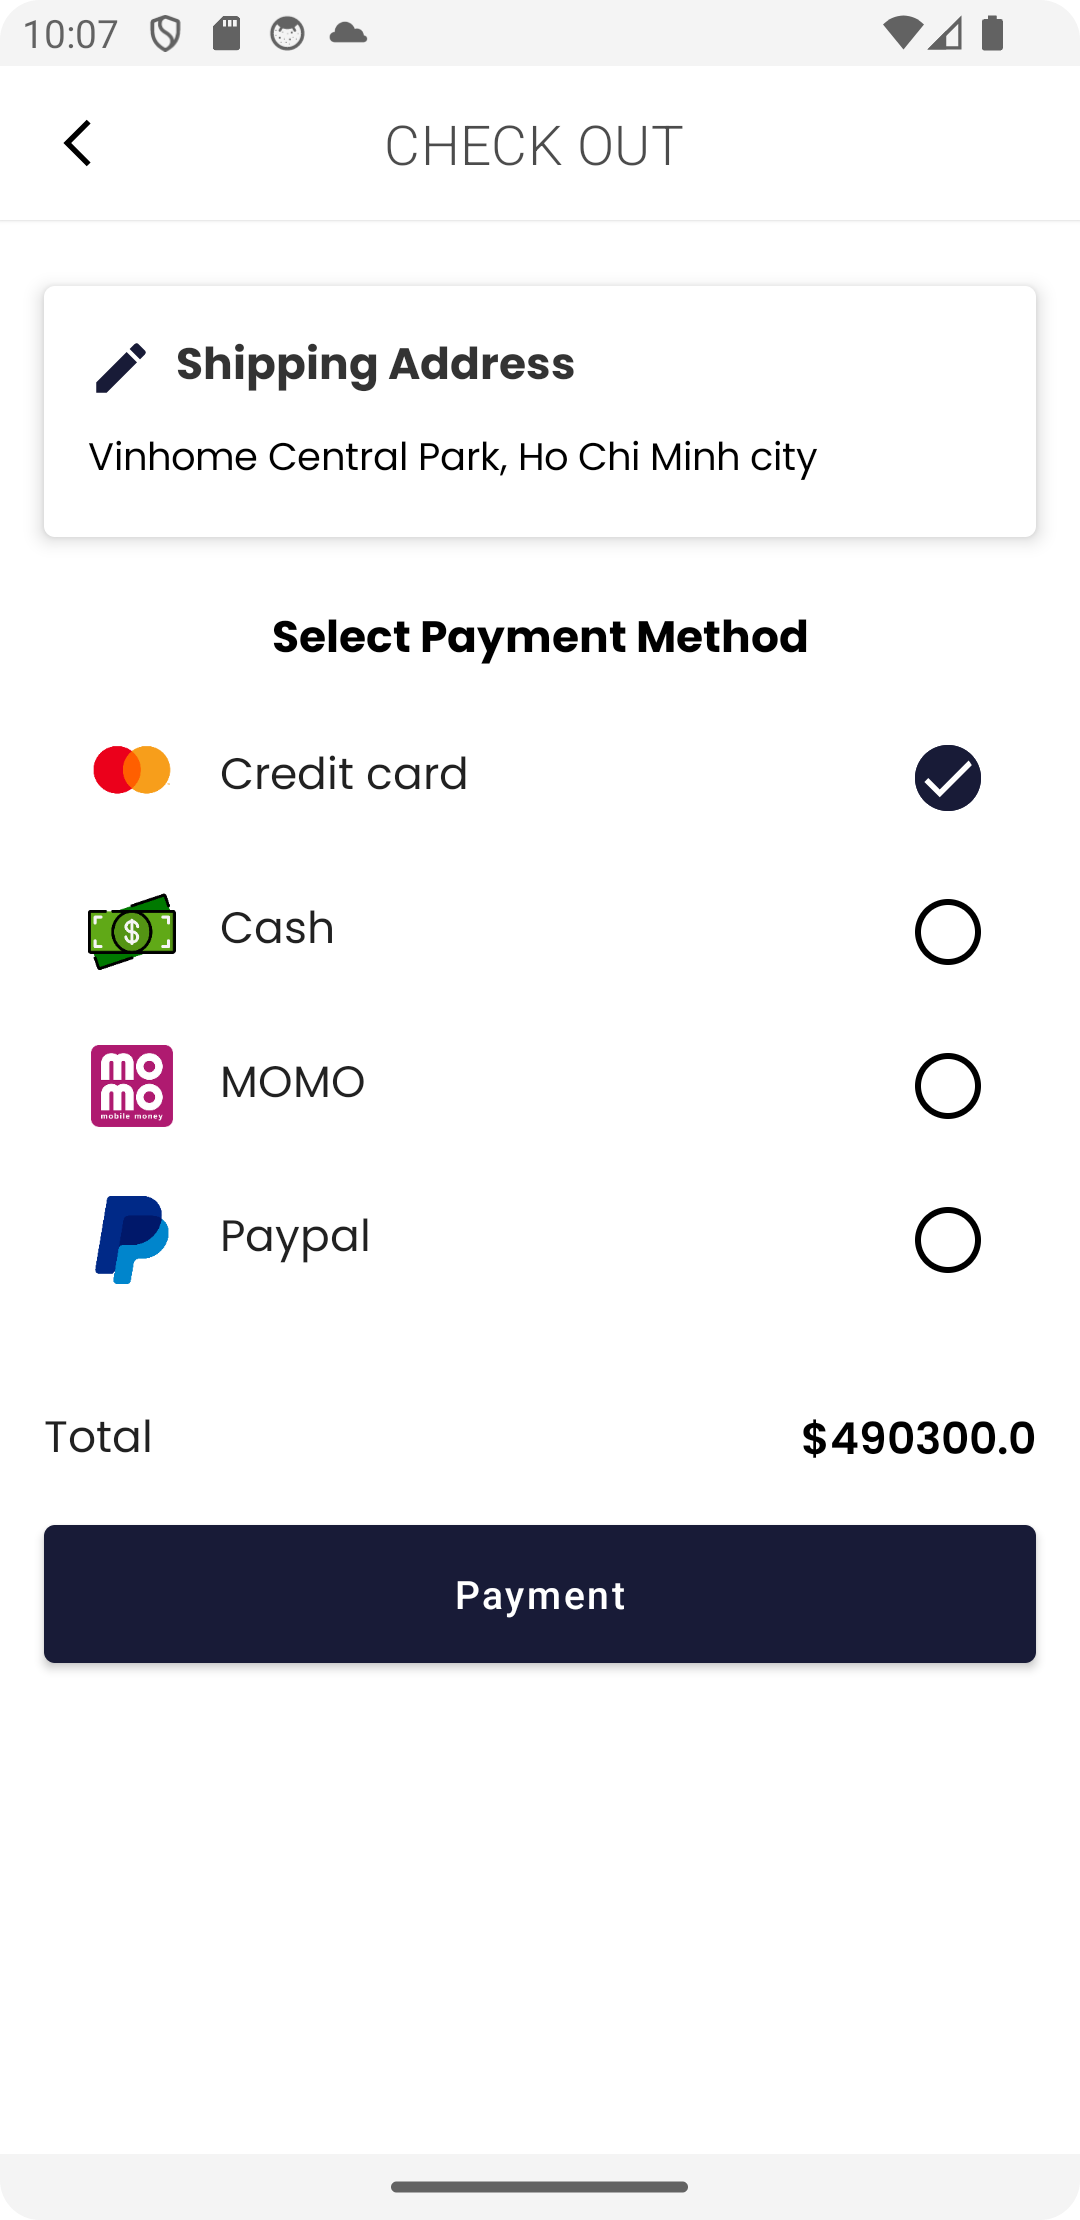 10:07
CHECK OUT
Shipping Address
Vinhome Central Park, Ho Chi Minh city
Select Payment Method
Credit card
$
Cash
mo
mo
mobile money
MOMO
Paypal
Total
$490300.0
Payment